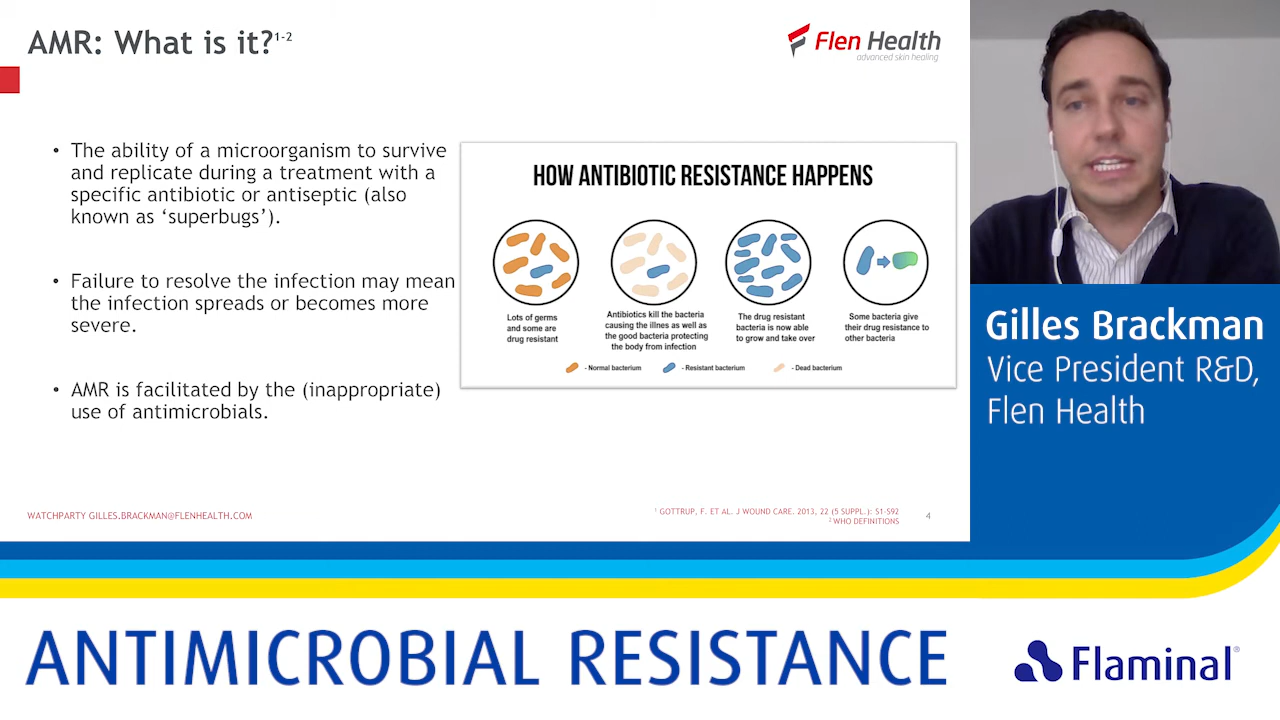 AMR: What is it?1-2
Flen Health
advanced skin healing
• The ability of a microorganism to survive
and replicate during a treatment with a
specific antibiotic or antiseptic (also
known as ‘superbugs’).
• Failure to resolve the infection may mean
the infection spreads or becomes more
severe.
• AMR is facilitated by the (inappropriate)
use of antimicrobials.
HOW ANTIBIOTIC RESISTANCE HAPPENS
Lots of germs
and some are
drug resistant
Antibiotics kill the bacteria
causing the illnes as well as
the good bacteria protecting
the body from infection
The drug resistant
bacteria is now able
to grow and take over
Some bacteria give
their drug resistance to
other bacteria
- Normal bacterium
- Resistant bacterium
- Dead bacterium
WATCHPARTY GILLES.BRACKMAN@FLENHEALTH.COM
1 GOTTRUP, F. ET AL. J WOUND CARE. 2013, 22 (5 SUPPL.): S1-S92
2 WHO DEFINITIONS
4
Gilles Brackman
Vice President R&D,
Flen Health
ANTIMICROBIAL RESISTANCE
Flaminal®